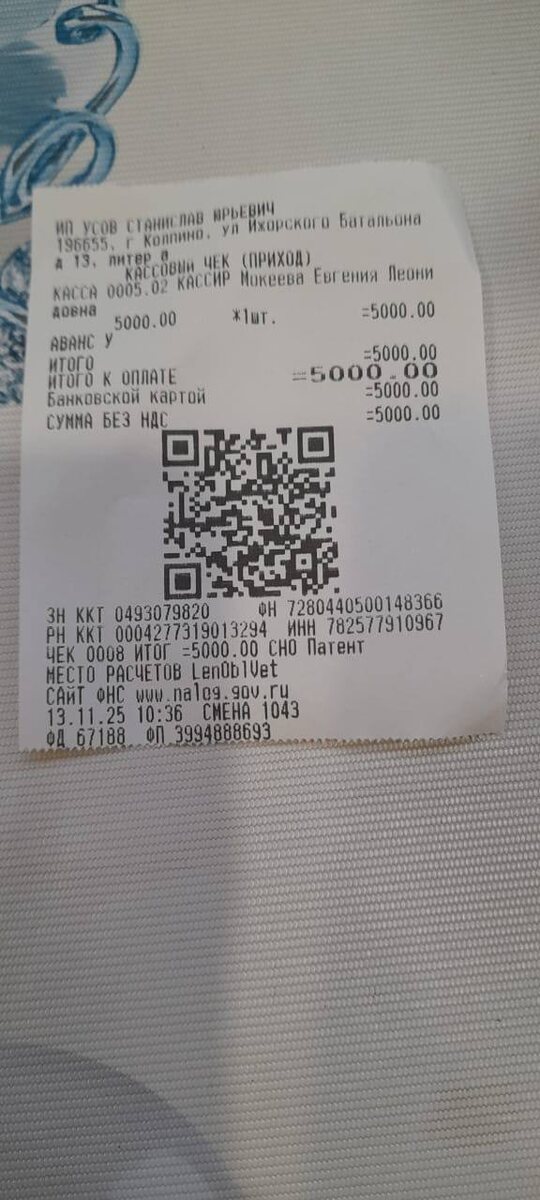 ИП УСОВ СТАНИСЛАВ ЮРЬЕВИЧ
196655, г Колпино, ул Ижорского Батальона
д 13, литер а
КАССОВЫЙ ЧЕК (ПРИХОД)
КАССА 0005.02 КАССИР Мокеева Евгения Леони
довна
5000.00 *1шт. =5000.00
АВАНС У
ИТОГО =5000.00
ИТОГО К ОПЛАТЕ =5000.00
Банковской картой =5000.00
СУММА БЕЗ НДС =5000.00
ЗН ККТ 0493079820 ФН 7280440500148366
РН ККТ 0004277319013294 ИНН 782577910967
ЧЕК 0008 ИТОГ =5000.00 СНО Патент
МЕСТО РАСЧЕТОВ LenOblVet
САЙТ ФНС www.nalog.gov.ru
13.11.25 10:36 СМЕНА 1043
ФД 67188 ФП 3994888693